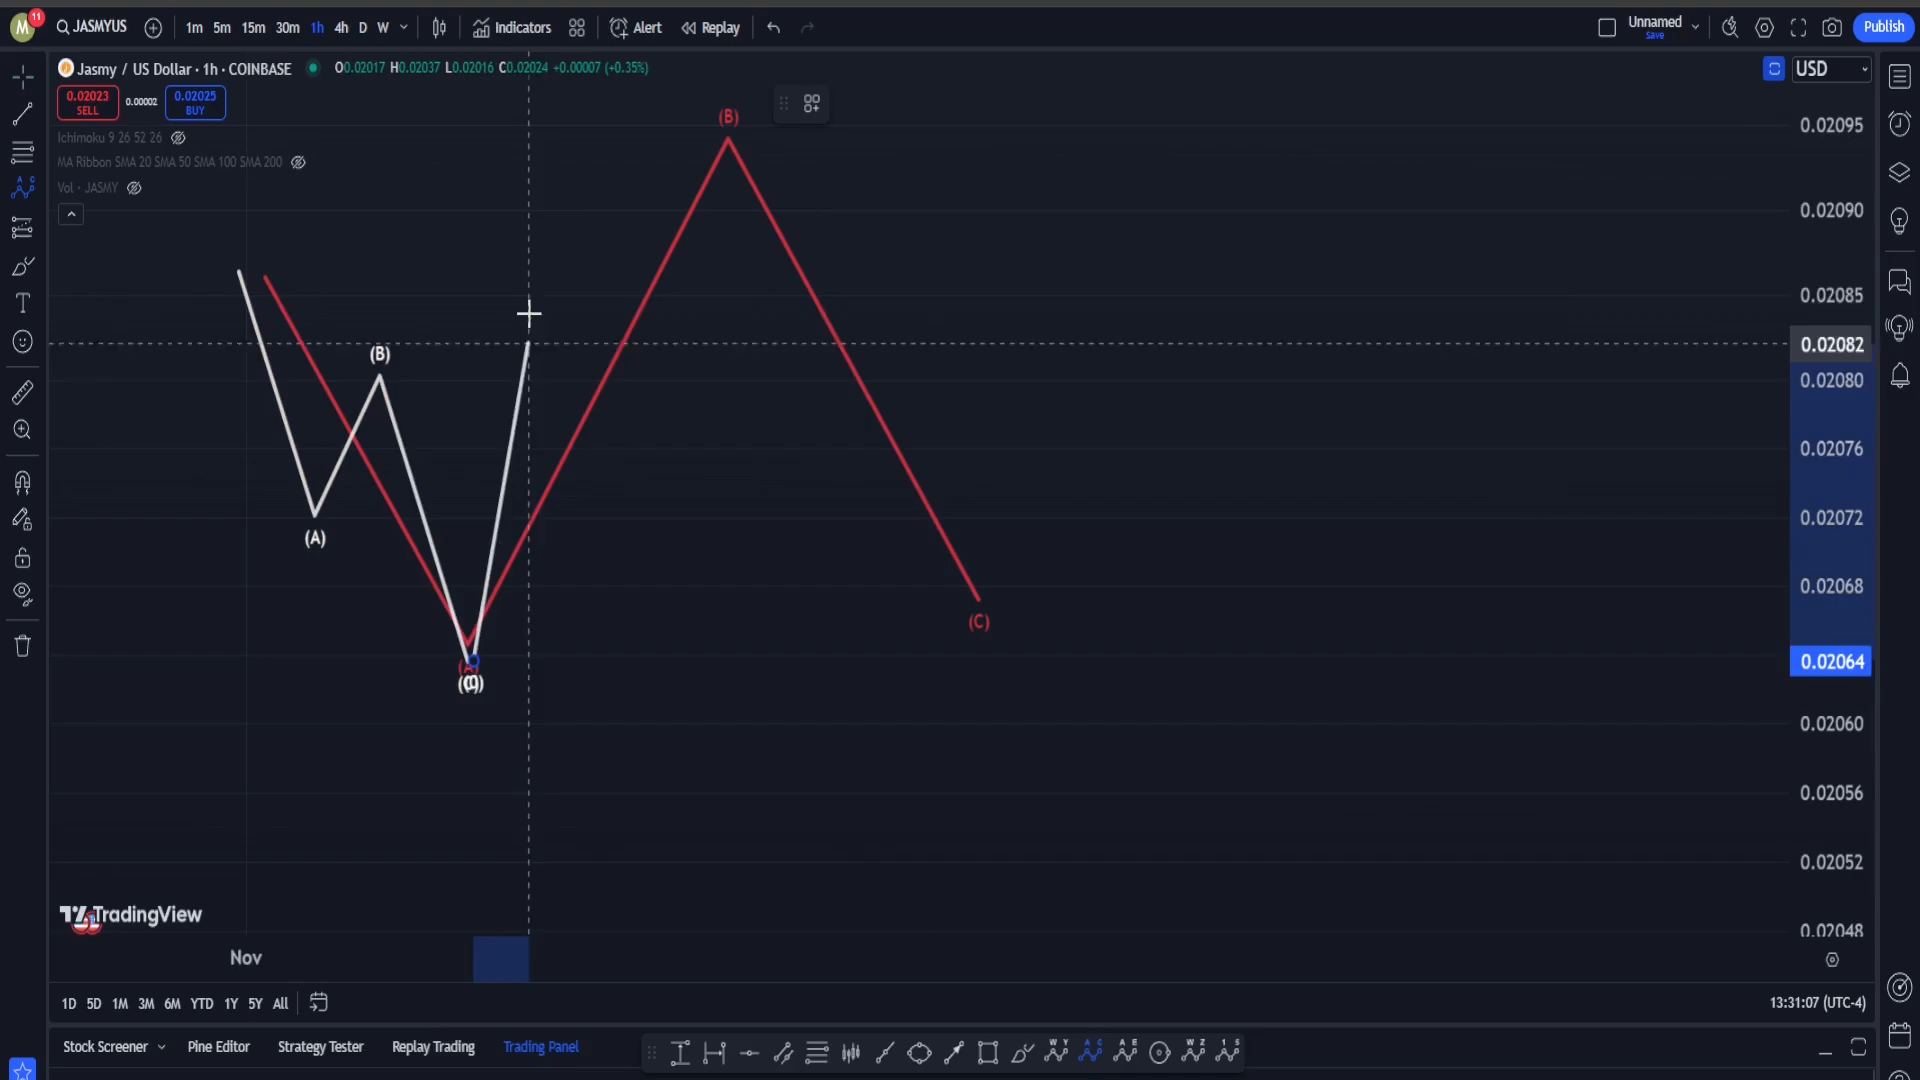 M 11 JASMYUS 1m 5m 15m 30m 1h 4h D W Indicators Alert Replay Unnamed Save Publish
Jasmy / US Dollar · 1h · COINBASE O0.02017 H0.02037 L0.02016 C0.02024 +0.00007 (+0.35%) USD
0.02023 SELL 0.00002 0.02025 BUY
Ichimoku 9 26 52 26
MA Ribbon SMA 20 SMA 50 SMA 100 SMA 200
Vol · JASMY
(B)
0.02095
0.02090
0.02085
0.02082
(B)
0.02080
0.02076
0.02072
(A)
0.02068
(C)
0.02064
0.02060
0.02056
0.02052
TradingView
0.02048
Nov
1D 5D 1M 3M 6M YTD 1Y 5Y All 13:31:07 (UTC-4)
Stock Screener Pine Editor Strategy Tester Replay Trading Trading Panel